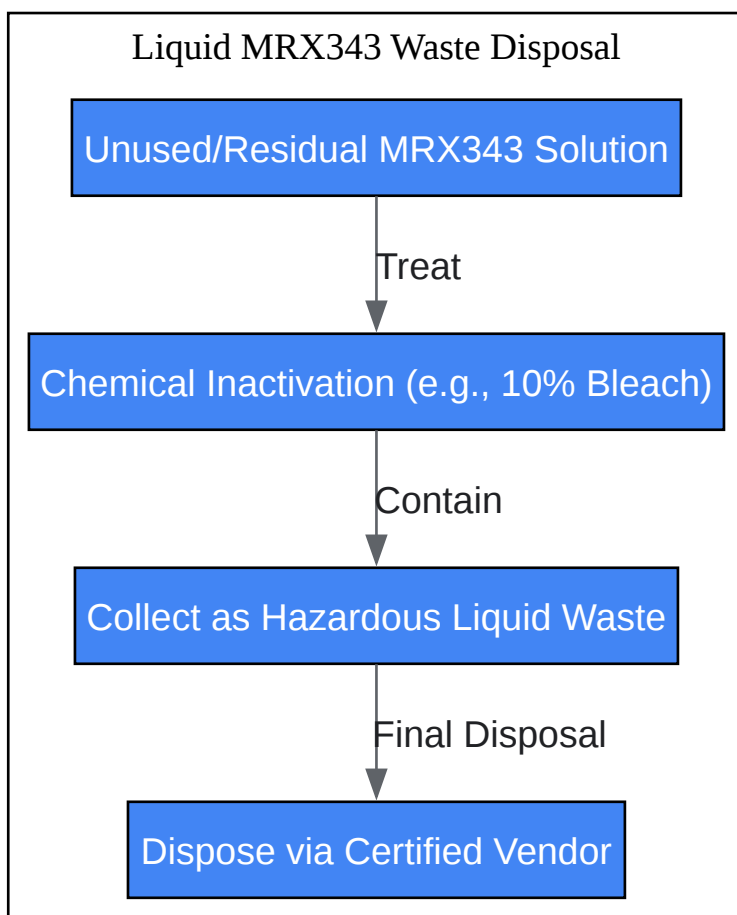 Liquid MRX343 Waste Disposal
Unused/Residual MRX343 Solution
Treat
Chemical Inactivation (e.g., 10% Bleach)
Contain
Collect as Hazardous Liquid Waste
Final Disposal
Dispose via Certified Vendor